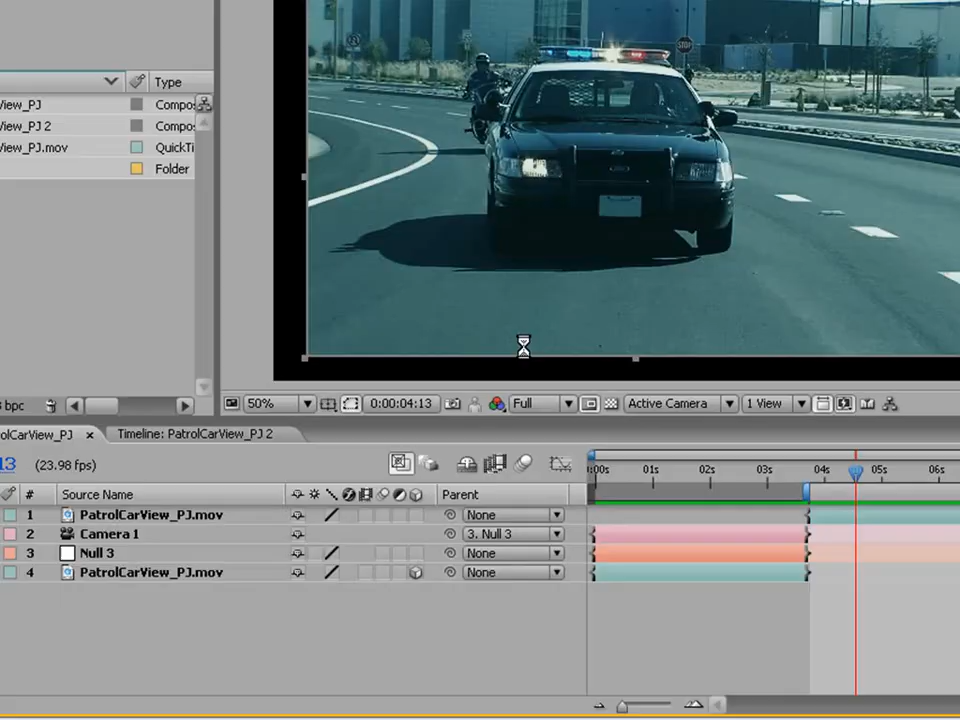 Type
View_PJ Compos
View_PJ 2 Compos
View_PJ.mov QuickTi
Folder
STOP
bpc 50% 0:00:04:13 Full Active Camera 1 View
olCarView_PJ × Timeline: PatrolCarView_PJ 2
13 (23.98 fps) :00s 01s 02s 03s 04s 05s 06s
# Source Name Parent
1 PatrolCarView_PJ.mov None
2 Camera 1 3. Null 3
3 Null 3 None
4 PatrolCarView_PJ.mov None